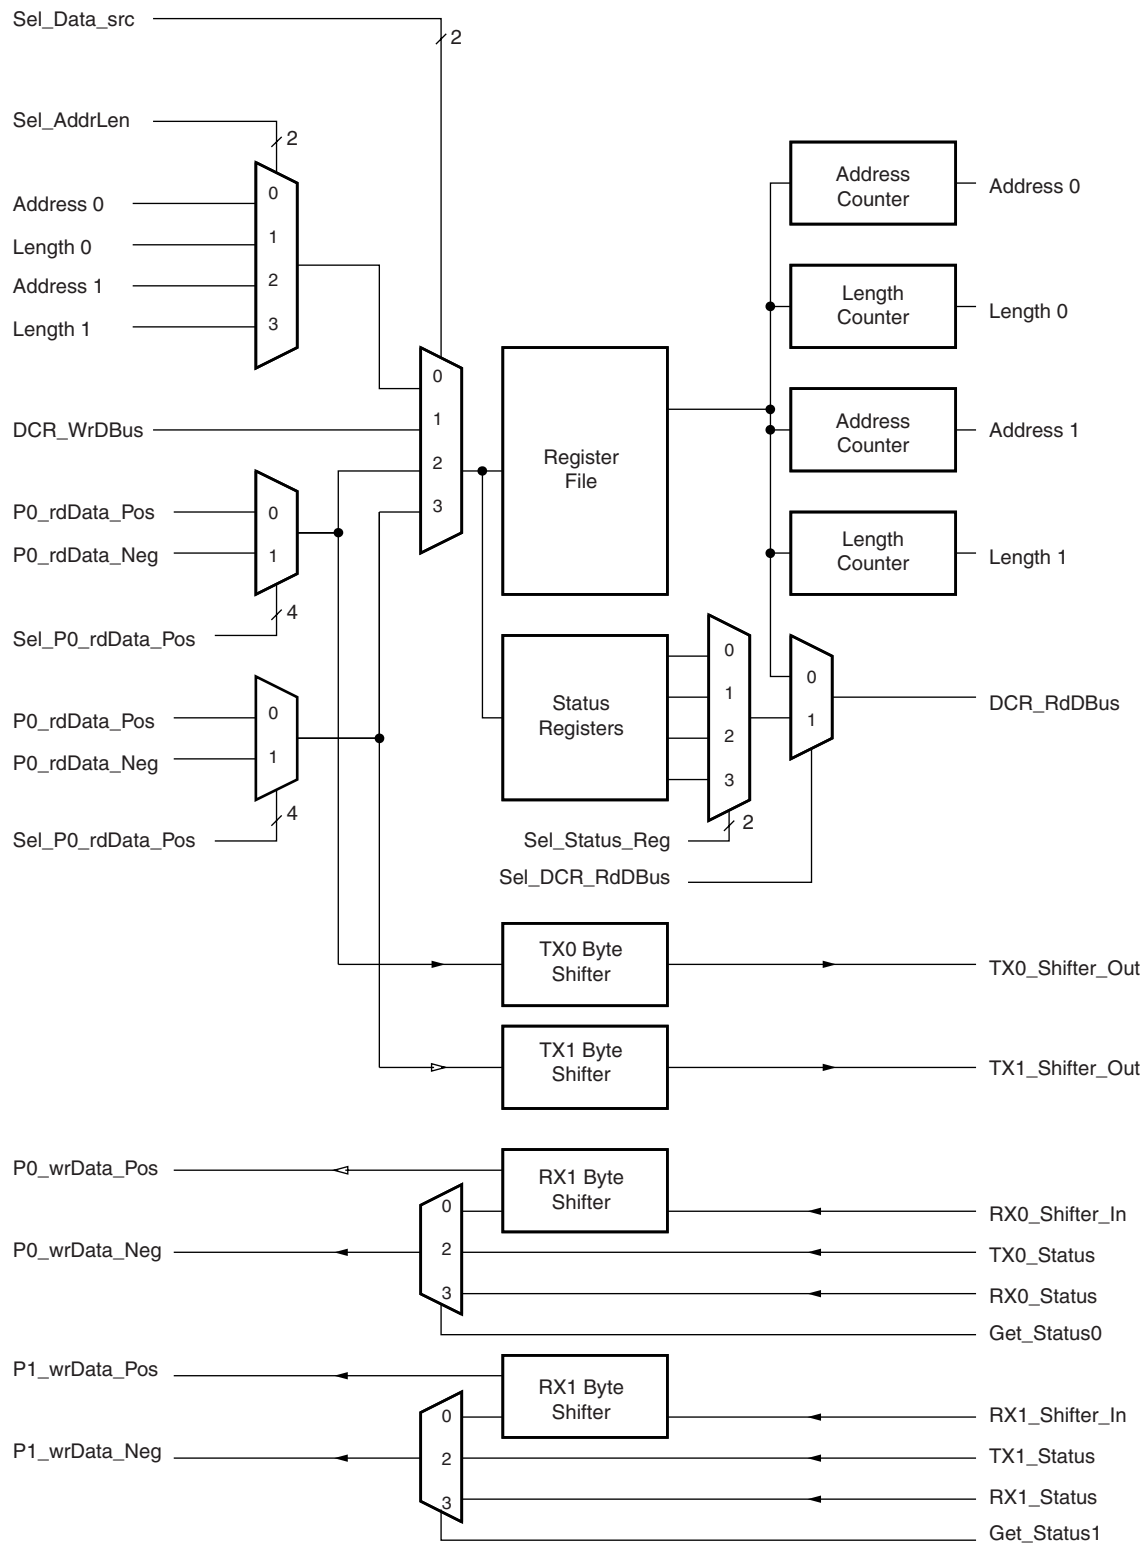 Sel_Data_src
2
Sel_AddrLen
2
Address 0
Length 0
Address 1
Length 1
0
1
2
3
DCR_WrDBus
0
1
2
3
P0_rdData_Pos
P0_rdData_Neg
0
1
4
Sel_P0_rdData_Pos
P0_rdData_Pos
P0_rdData_Neg
0
1
4
Sel_P0_rdData_Pos
Register
File
Status
Registers
0
1
2
3
2
Sel_Status_Reg
Sel_DCR_RdDBus
Address
Counter
Address 0
Length
Counter
Length 0
Address
Counter
Address 1
Length
Counter
Length 1
0
1
DCR_RdDBus
TX0 Byte
Shifter
TX0_Shifter_Out
TX1 Byte
Shifter
TX1_Shifter_Out
P0_wrData_Pos
RX1 Byte
Shifter
RX0_Shifter_In
P0_wrData_Neg
0
2
3
TX0_Status
RX0_Status
Get_Status0
P1_wrData_Pos
RX1 Byte
Shifter
RX1_Shifter_In
P1_wrData_Neg
0
2
3
TX1_Status
RX1_Status
Get_Status1